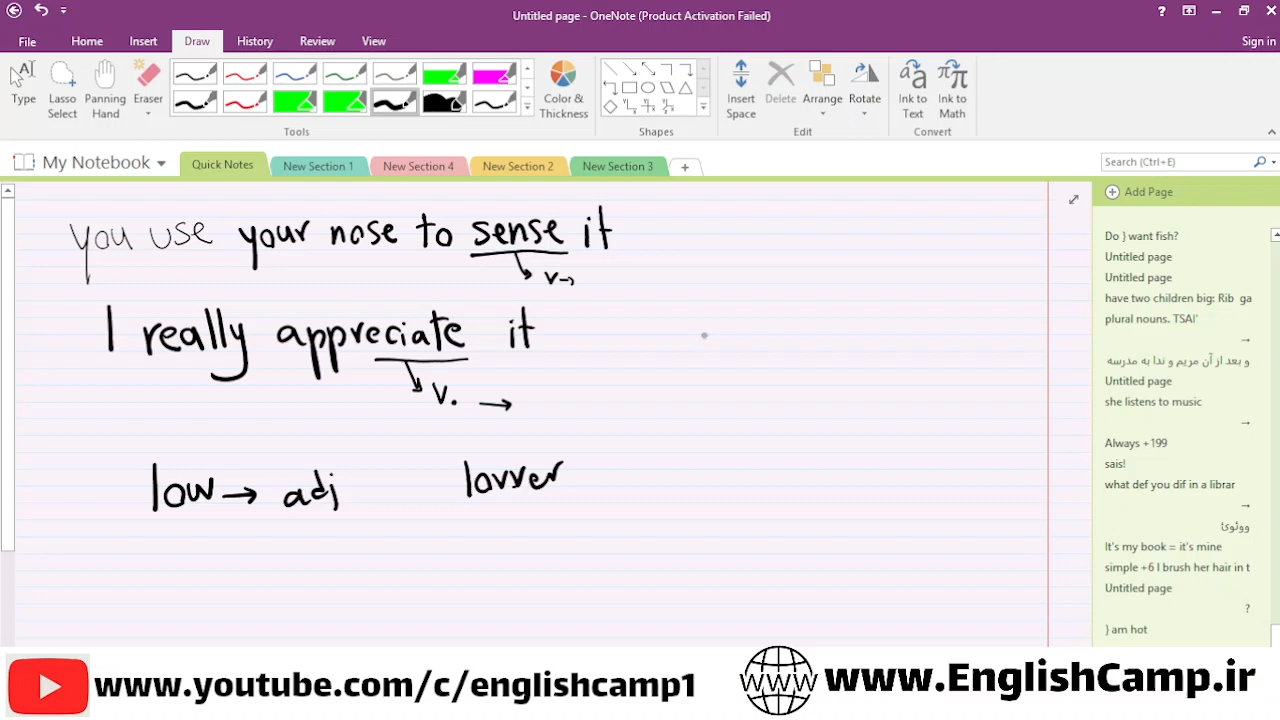 Untitled page - OneNote (Product Activation Failed)
?
File Home Insert Draw History Review View
Sign in
Type
Lasso Select
Panning Hand
Eraser
Color & Thickness
Insert Space
Delete
Arrange
Rotate
Ink to Text
Ink to Math
Tools
Shapes
Edit
Convert
My Notebook
Quick Notes
New Section 1
New Section 4
New Section 2
New Section 3
Search (Ctrl+E)
Add Page
Do } want fish?
Untitled page
Untitled page
have two children big: Rib ga
plural nouns. TSAI'
→
و بعد از آن مریم و ندا به مدرسه
Untitled page
she listens to music
→
Always +199
sais!
what def you dif in a librar
→
It's my book = it's mine
simple +6 I brush her hair in t
Untitled page
?
} am hot
you use your nose to sense it
v→
I really appreciate it
v. →
low → adj lower
www.youtube.com/c/englishcamp1
www www.EnglishCamp.ir